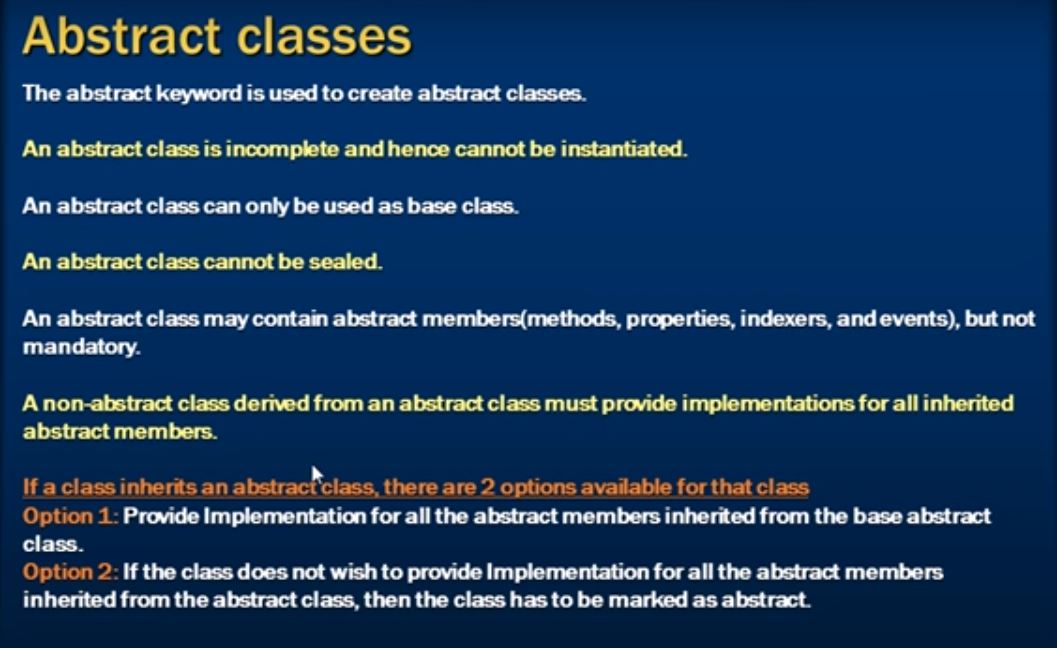 Abstract classes
The abstract keyword is used to create abstract classes.
An abstract class is incomplete and hence cannot be instantiated.
An abstract class can only be used as base class.
An abstract class cannot be sealed.
An abstract class may contain abstract members(methods, properties, indexers, and events), but not
mandatory.
A non-abstract class derived from an abstract class must provide implementations for all inherited
abstract members.
If a class inherits an abstract class, there are 2 options available for that class
Option 1: Provide Implementation for all the abstract members inherited from the base abstract
class.
Option 2: If the class does not wish to provide Implementation for all the abstract members
inherited from the abstract class, then the class has to be marked as abstract.